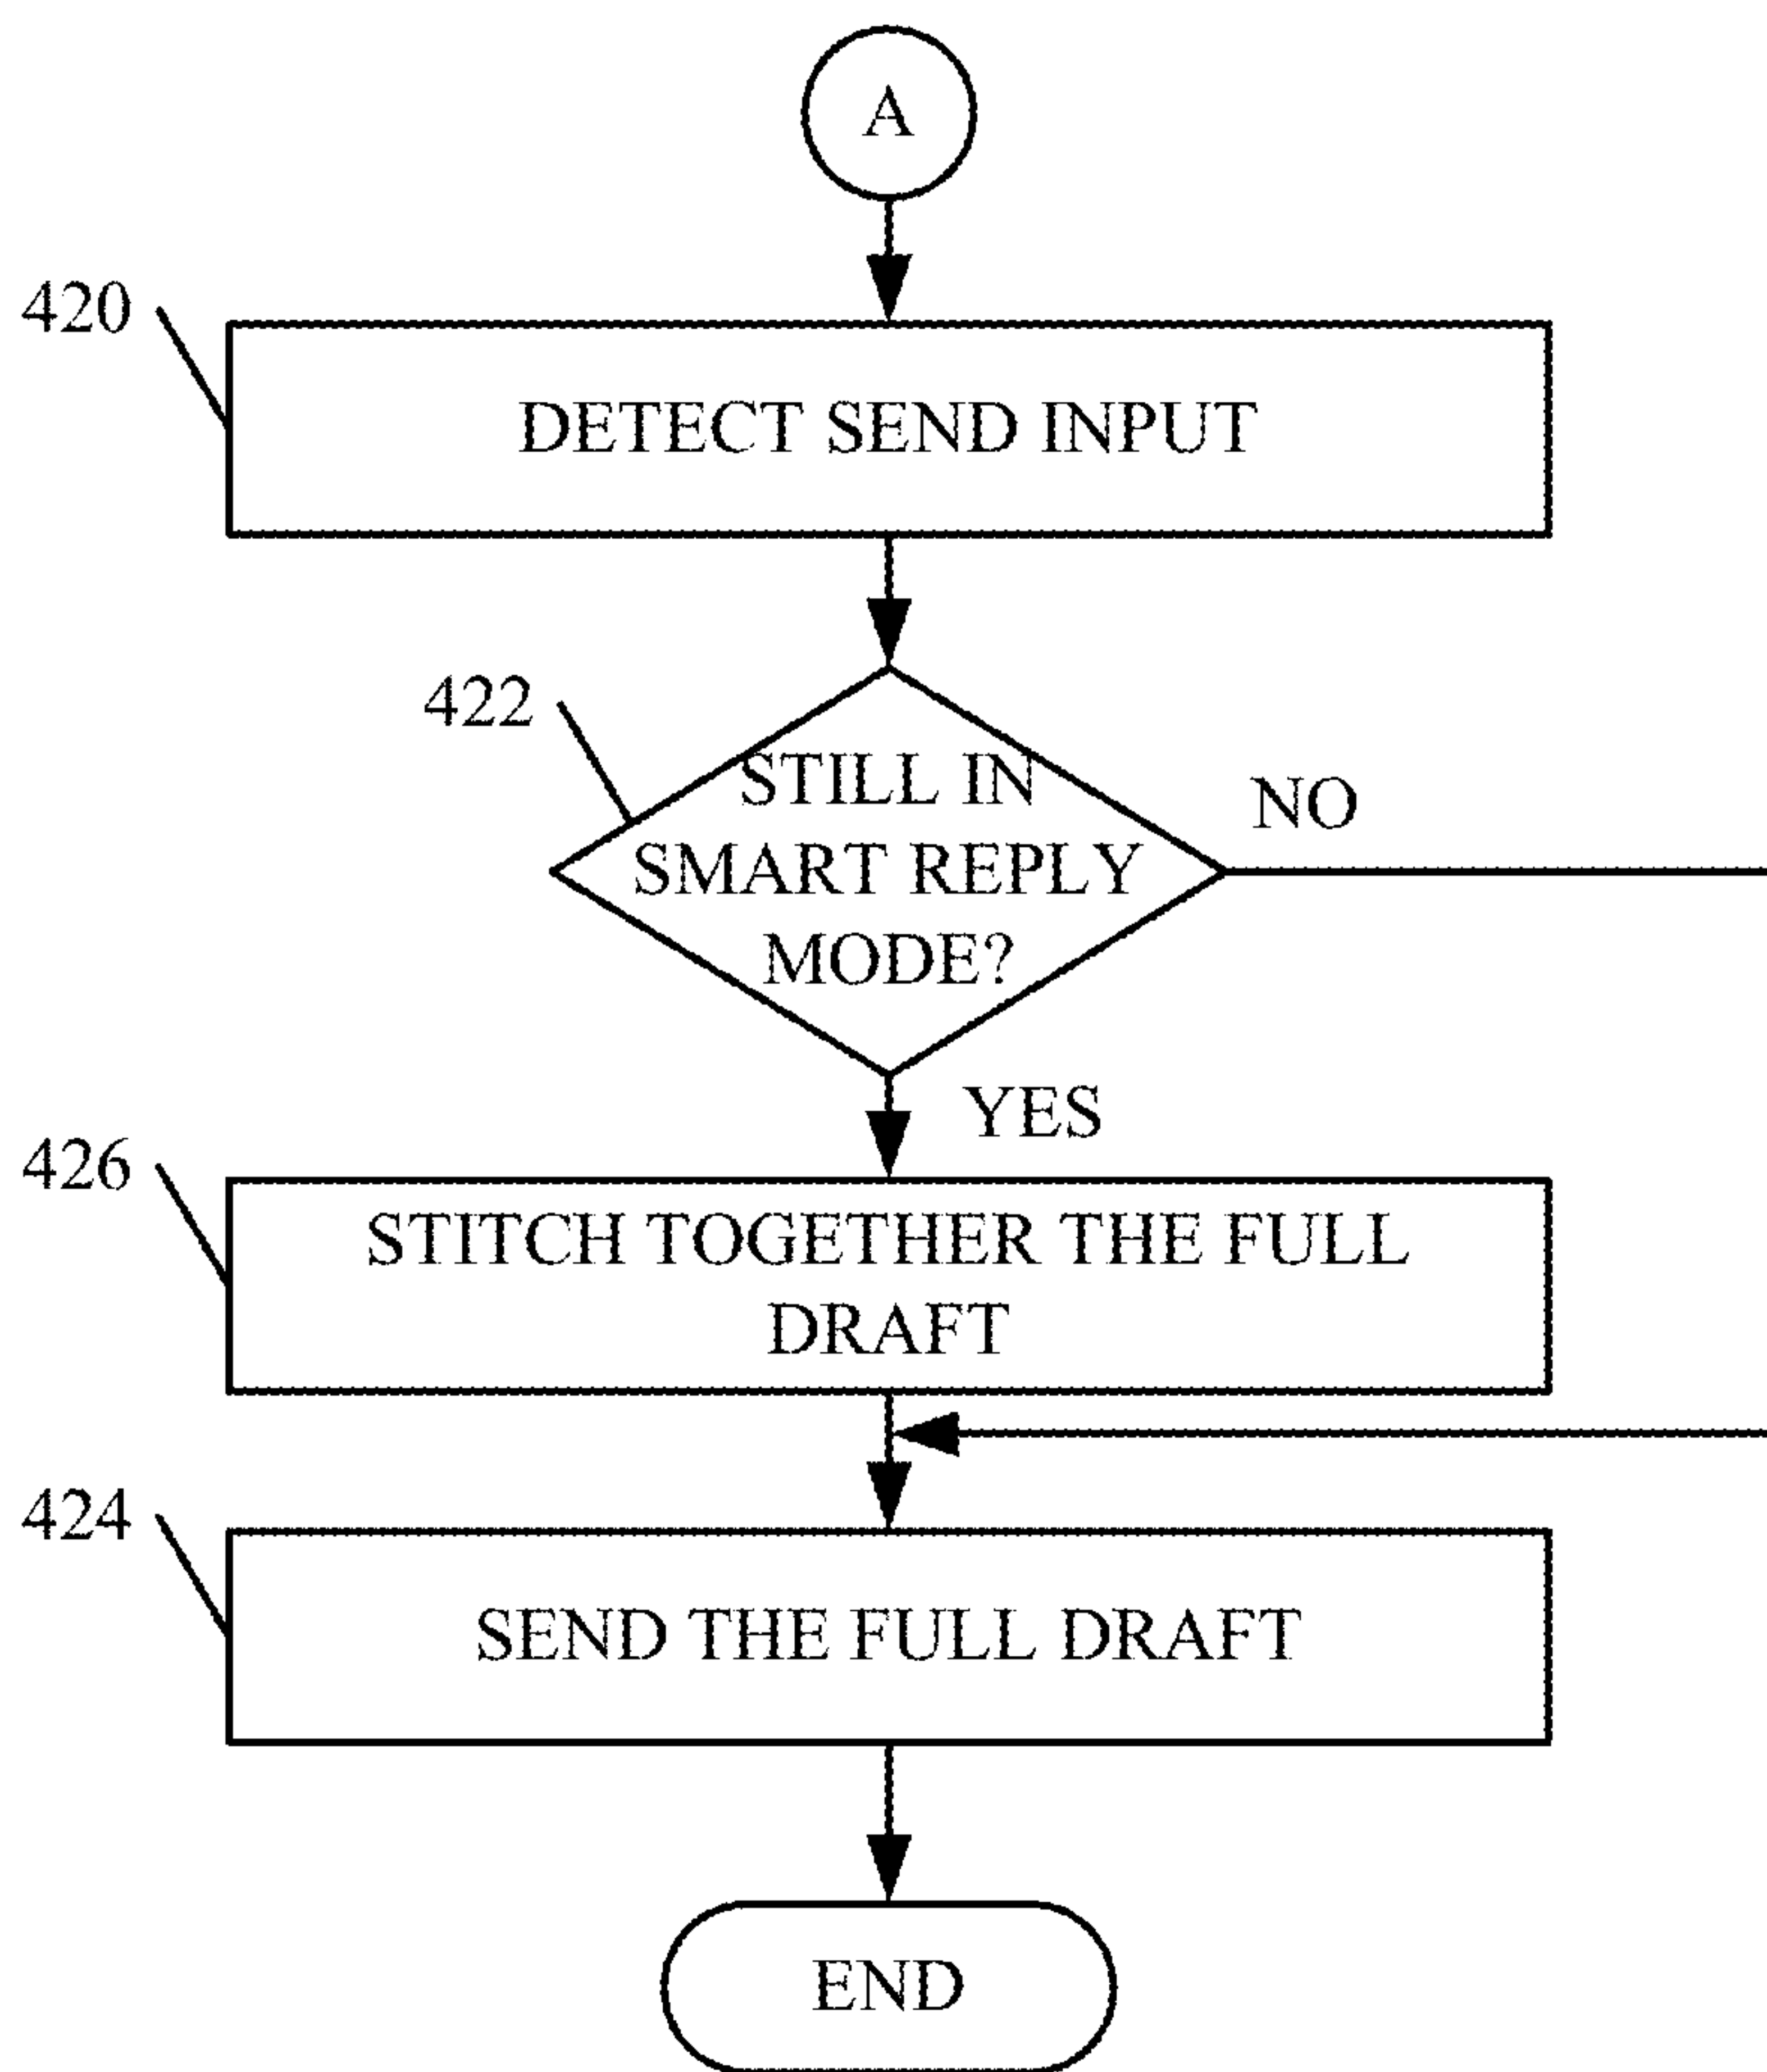 A
420
DETECT SEND INPUT
422
STILL IN
SMART REPLY
MODE?
NO
YES
426
STITCH TOGETHER THE FULL
DRAFT
424
SEND THE FULL DRAFT
END